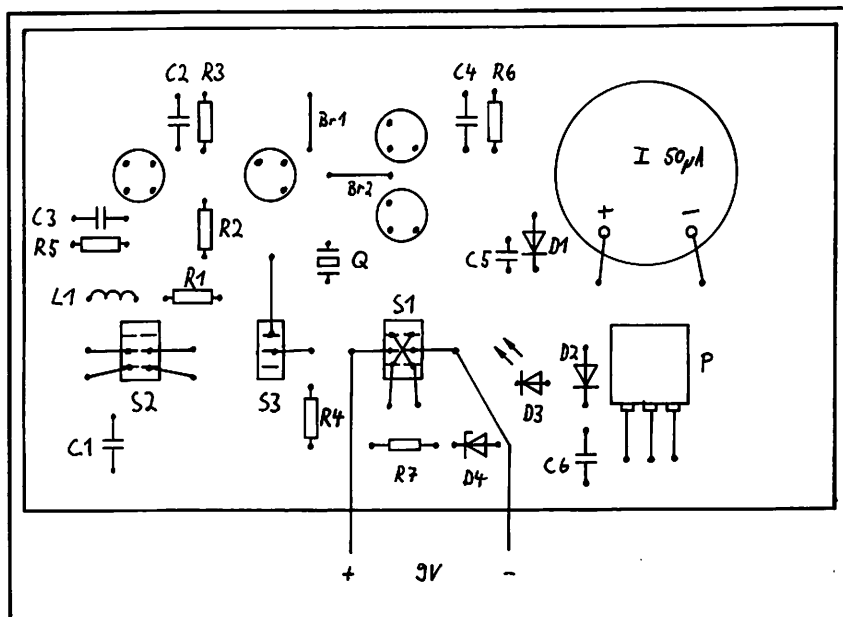 C2 R3
C4 R6
Br1
I 50µA
Br2
+ −
C3
R2
R5
Q
C5
D1
R1
L1
S1
D2
P
S2
S3
R4
D3
C1
R7
D4
C6
+ 9V -